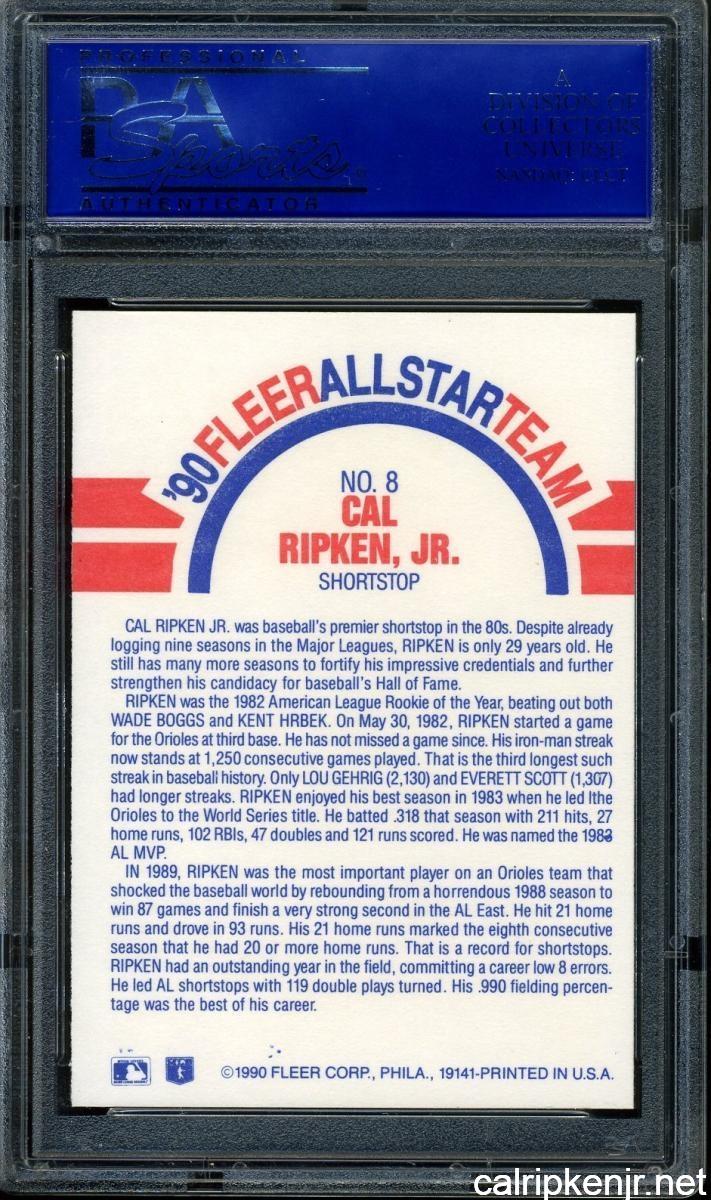 PROFESSIONAL
PSA
Sports
AUTHENTICATOR
A
DIVISION OF
COLLECTORS
UNIVERSE
NASDAQ: CLCT
'90 FLEER ALL STAR TEAM
NO. 8
CAL
RIPKEN, JR.
SHORTSTOP
CAL RIPKEN JR. was baseball's premier shortstop in the 80s. Despite already
logging nine seasons in the Major Leagues, RIPKEN is only 29 years old. He
still has many more seasons to fortify his impressive credentials and further
strengthen his candidacy for baseball's Hall of Fame.
RIPKEN was the 1982 American League Rookie of the Year, beating out both
WADE BOGGS and KENT HRBEK. On May 30, 1982, RIPKEN started a game
for the Orioles at third base. He has not missed a game since. His iron-man streak
now stands at 1,250 consecutive games played. That is the third longest such
streak in baseball history. Only LOU GEHRIG (2,130) and EVERETT SCOTT (1,307)
had longer streaks. RIPKEN enjoyed his best season in 1983 when he led lthe
Orioles to the World Series title. He batted .318 that season with 211 hits, 27
home runs, 102 RBIs, 47 doubles and 121 runs scored. He was named the 1983
AL MVP.
IN 1989, RIPKEN was the most important player on an Orioles team that
shocked the baseball world by rebounding from a horrendous 1988 season to
win 87 games and finish a very strong second in the AL East. He hit 21 home
runs and drove in 93 runs. His 21 home runs marked the eighth consecutive
season that he had 20 or more home runs. That is a record for shortstops.
RIPKEN had an outstanding year in the field, committing a career low 8 errors.
He led AL shortstops with 119 double plays turned. His .990 fielding percen-
tage was the best of his career.
©1990 FLEER CORP., PHILA., 19141-PRINTED IN U.S.A.
calripkenjr.net